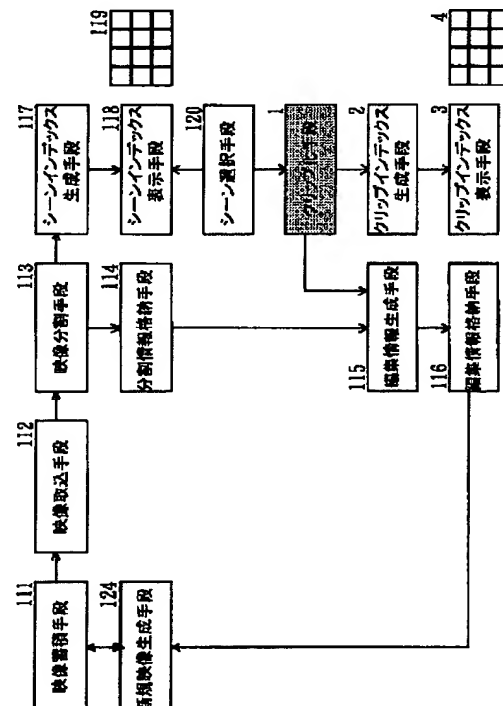 111
映像蓄積手段
112
映像取込手段
113
映像分割手段
117
シーンインデックス
生成手段
119
124
新規映像生成手段
114
分割情報格納手段
118
シーンインデックス
表示手段
120
シーン選択手段
1
クリップ化手段
115
編集情報生成手段
2
クリップインデックス
生成手段
4
116
編集情報格納手段
3
クリップインデックス
表示手段